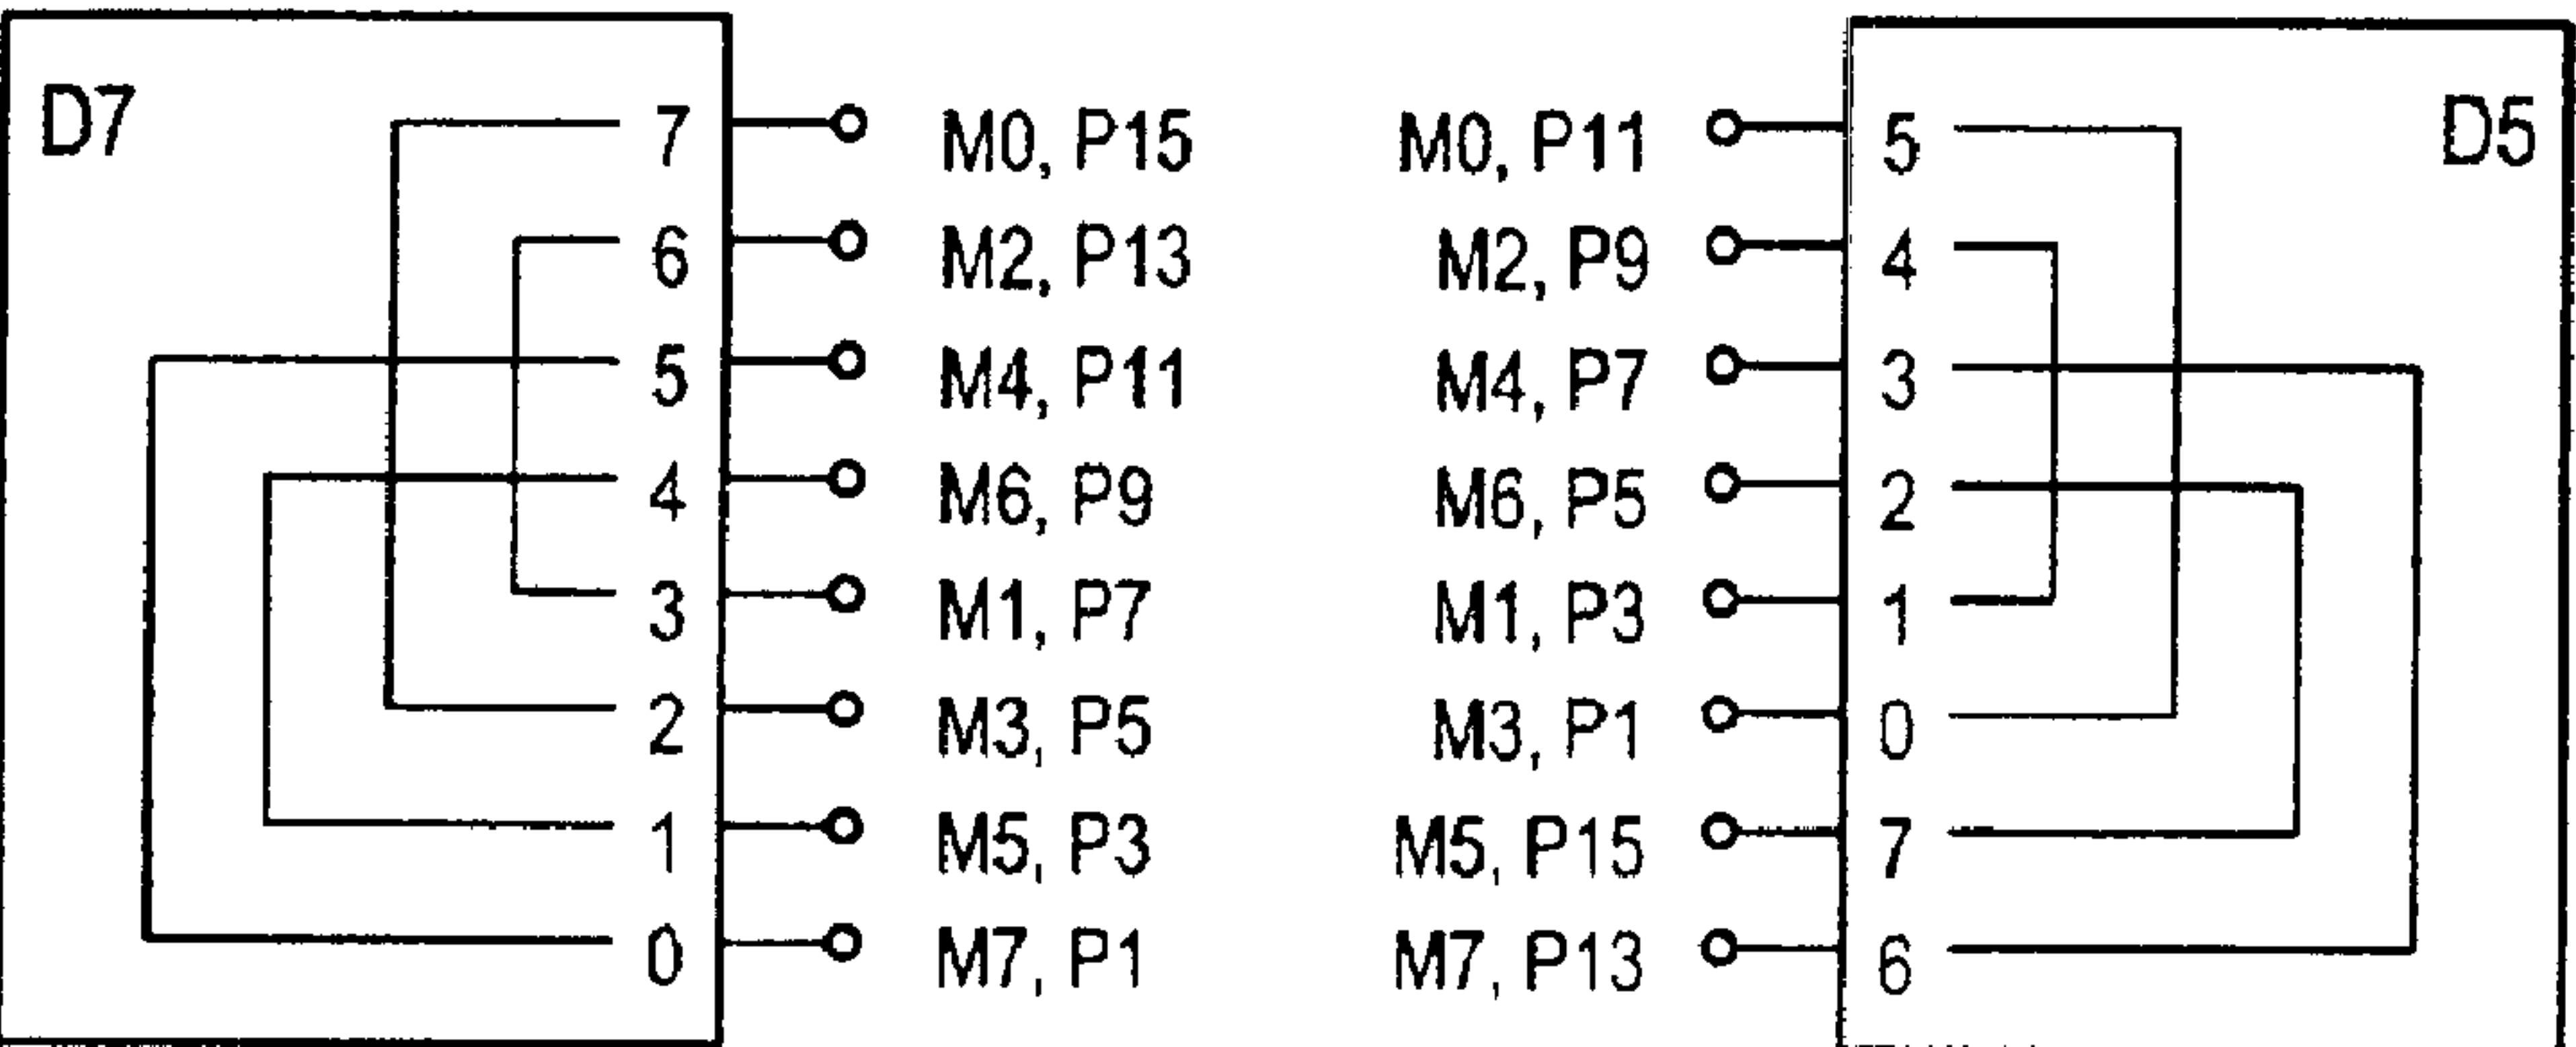 D7
7 M0, P15
6 M2, P13
5 M4, P11
4 M6, P9
3 M1, P7
2 M3, P5
1 M5, P3
0 M7, P1
D5
M0, P11 5
M2, P9 4
M4, P7 3
M6, P5 2
M1, P3 1
M3, P1 0
M5, P15 7
M7, P13 6